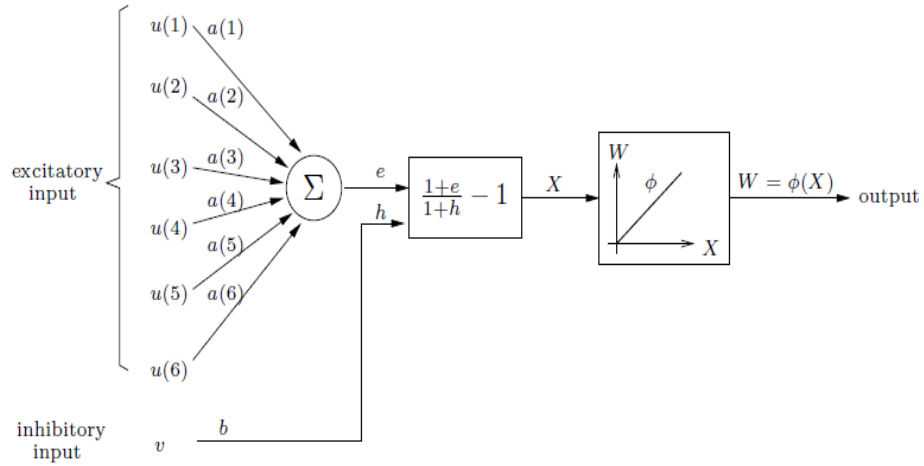 u(1) a(1)
u(2) a(2)
u(3) a(3)
u(4) a(4)
u(5) a(5)
u(6) a(6)
excitatory
input
Σ
e
h
(1+e)/(1+h) − 1
X
W
φ
X
W = φ(X)
output
inhibitory
input
v
b